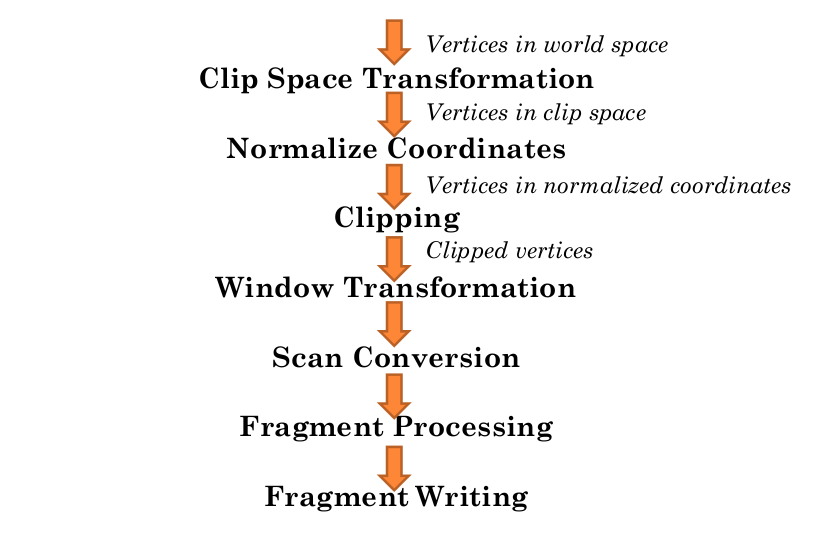 Vertices in world space
Clip Space Transformation
Vertices in clip space
Normalize Coordinates
Vertices in normalized coordinates
Clipping
Clipped vertices
Window Transformation
Scan Conversion
Fragment Processing
Fragment Writing